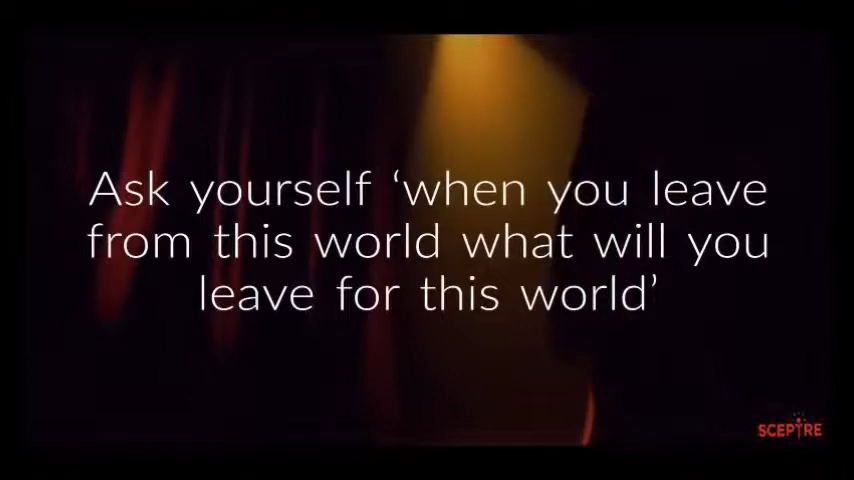 Ask yourself ‘when you leave
from this world what will you
leave for this world’
SCEPTRE